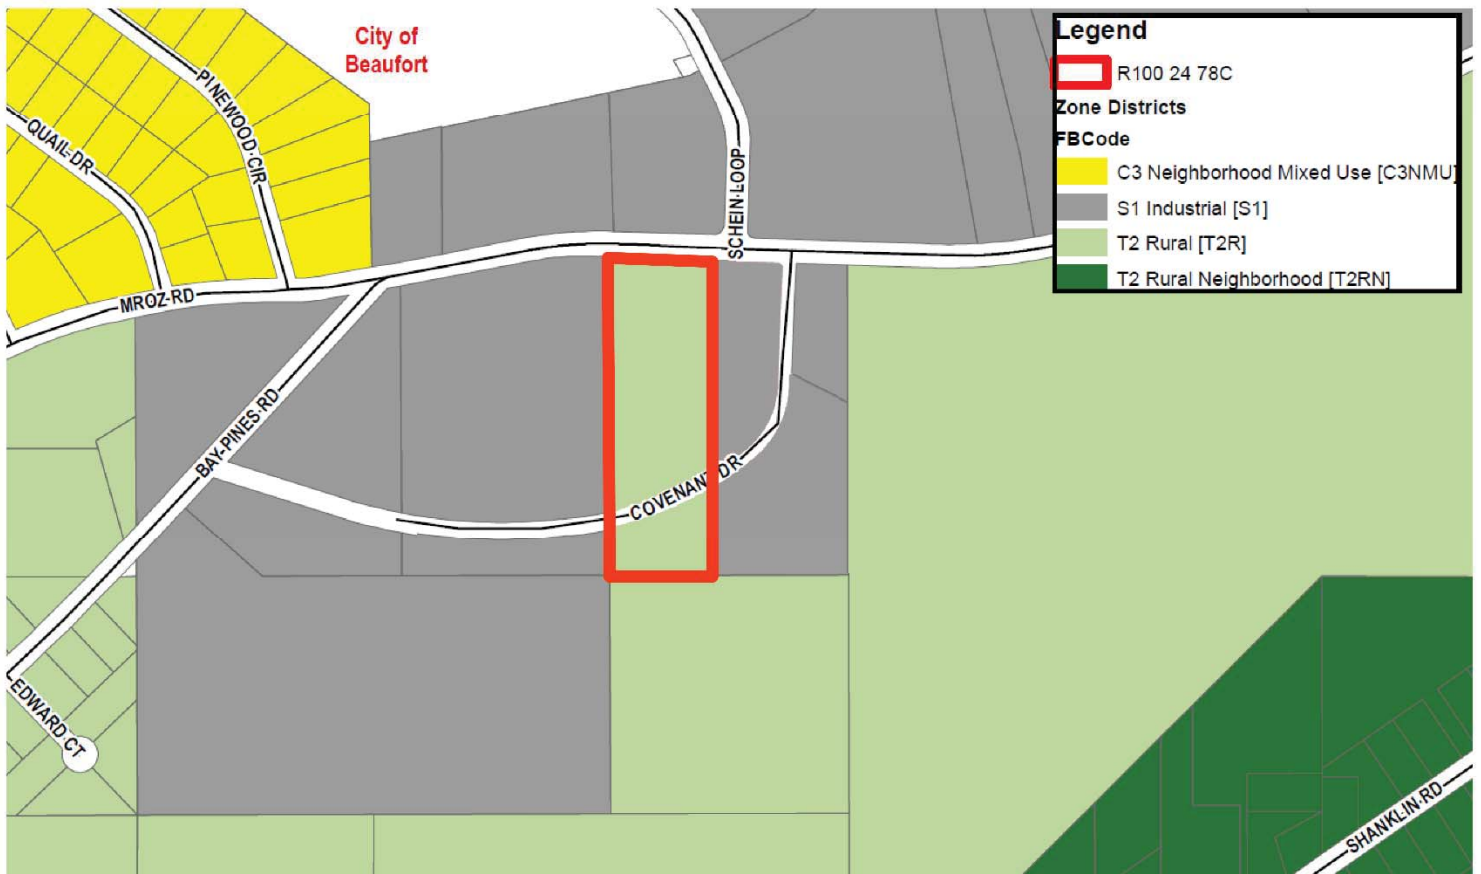 City of
Beaufort
Legend
R100 24 78C
Zone Districts
FBCode
C3 Neighborhood Mixed Use [C3NMU]
S1 Industrial [S1]
T2 Rural [T2R]
T2 Rural Neighborhood [T2RN]
PINEWOOD CIR
QUAIL DR
SCHEIN LOOP
MROZ RD
BAY PINES RD
COVENANT DR
EDWARD CT
SHANKLIN RD